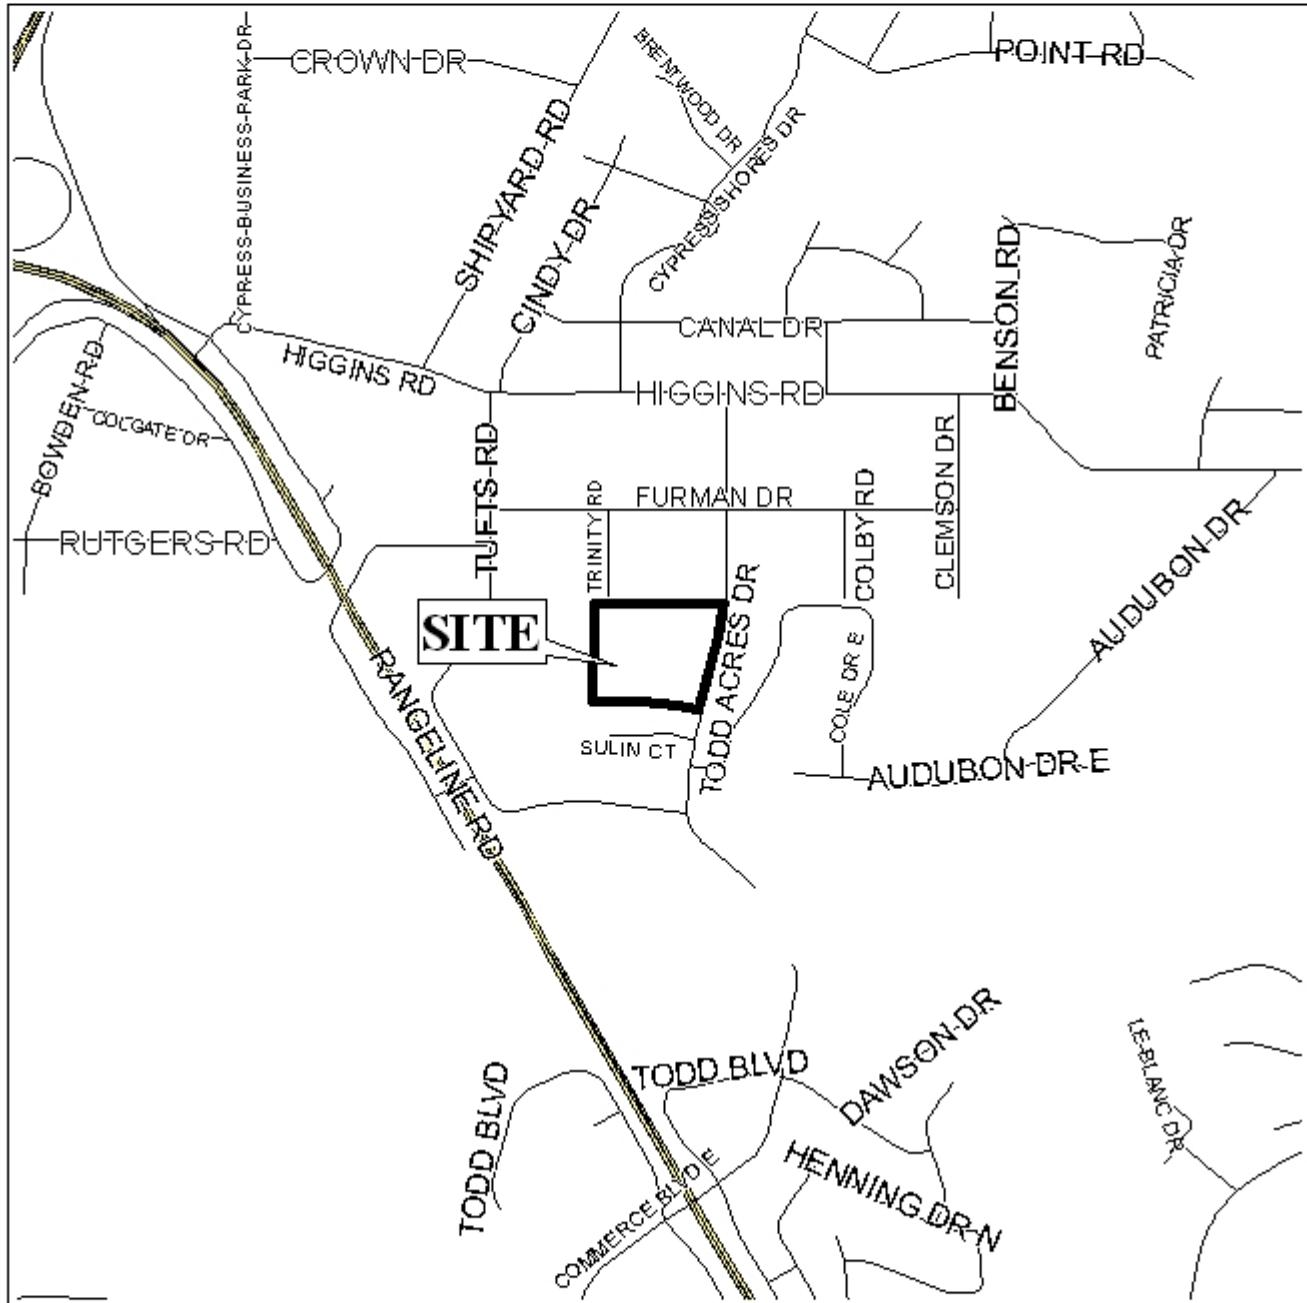 CROWN DR
POINT RD
BRENTWOOD DR
CYPRESS BUSINESS PARK DR
SHIPYARD RD
CYPRESS SHORES DR
CINDY DR
BENSON RD
PATRICIA DR
CANAL DR
HIGGINS RD
HIGGINS RD
BOWDEN RD
COLGATE DR
TUFTS RD
CLEMSON DR
TRINITY RD
FURMAN DR
COLBY RD
RUTGERS RD
AUDUBON DR
SITE
TODD ACRES DR
COLE DR E
RANGELINE RD
SULIN CT
AUDUBON DR E
TODD BLVD
DAWSON DR
LE BLANC DR
TODD BLVD
HENNING DR N
COMMERCE BLVD E